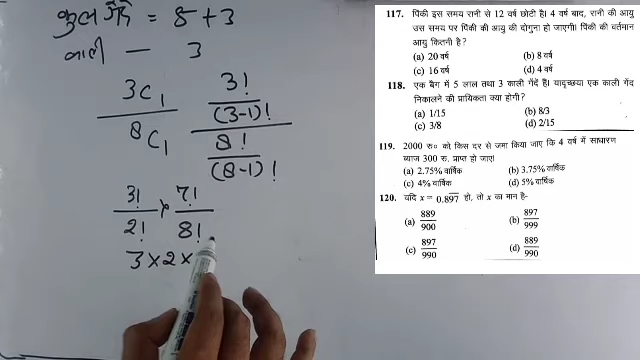 कुल गेंदें = 5 + 3
काली — 3
3C1 / 8C1
3! / (3-1)! / 8! / (8-1)!
3! / 2! × 7! / 8!
3 × 2 ×
117. पिंकी इस समय रानी से 12 वर्ष छोटी है। 4 वर्ष बाद, रानी की आयु
उस समय पर पिंकी की आयु की दोगुना हो जाएगी। पिंकी की वर्तमान
आयु कितनी है?
(a) 20 वर्ष (b) 8 वर्ष
(c) 16 वर्ष (d) 4 वर्ष
118. एक बैग में 5 लाल तथा 3 काली गेंदें हैं। यादृच्छया एक काली गेंद
निकालने की प्रायिकता क्या होगी?
(a) 1/15 (b) 8/3
(c) 3/8 (d) 2/15
119. 2000 रु० को किस दर से जमा किया जाए कि 4 वर्ष में साधारण
ब्याज 300 रु. प्राप्त हो जाए।
(a) 2.75% वार्षिक (b) 3.75% वार्षिक
(c) 4% वार्षिक (d) 5% वार्षिक
120. यदि x = 0.89̅7̅ हो, तो x का मान है-
(a) 889/900 (b) 897/999
(c) 897/990 (d) 889/990